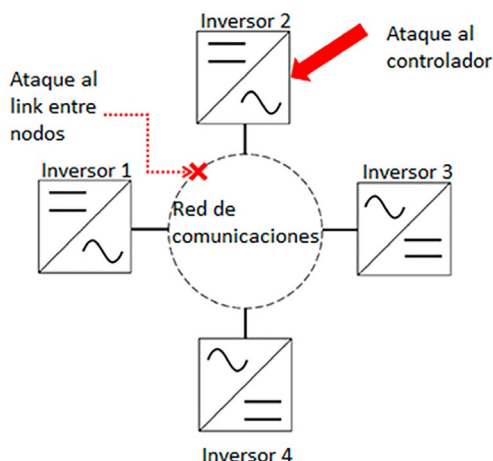 Inversor 2
Ataque al
controlador
Ataque al
link entre
nodos
Inversor 1
Inversor 3
Red de
comunicaciones
Inversor 4